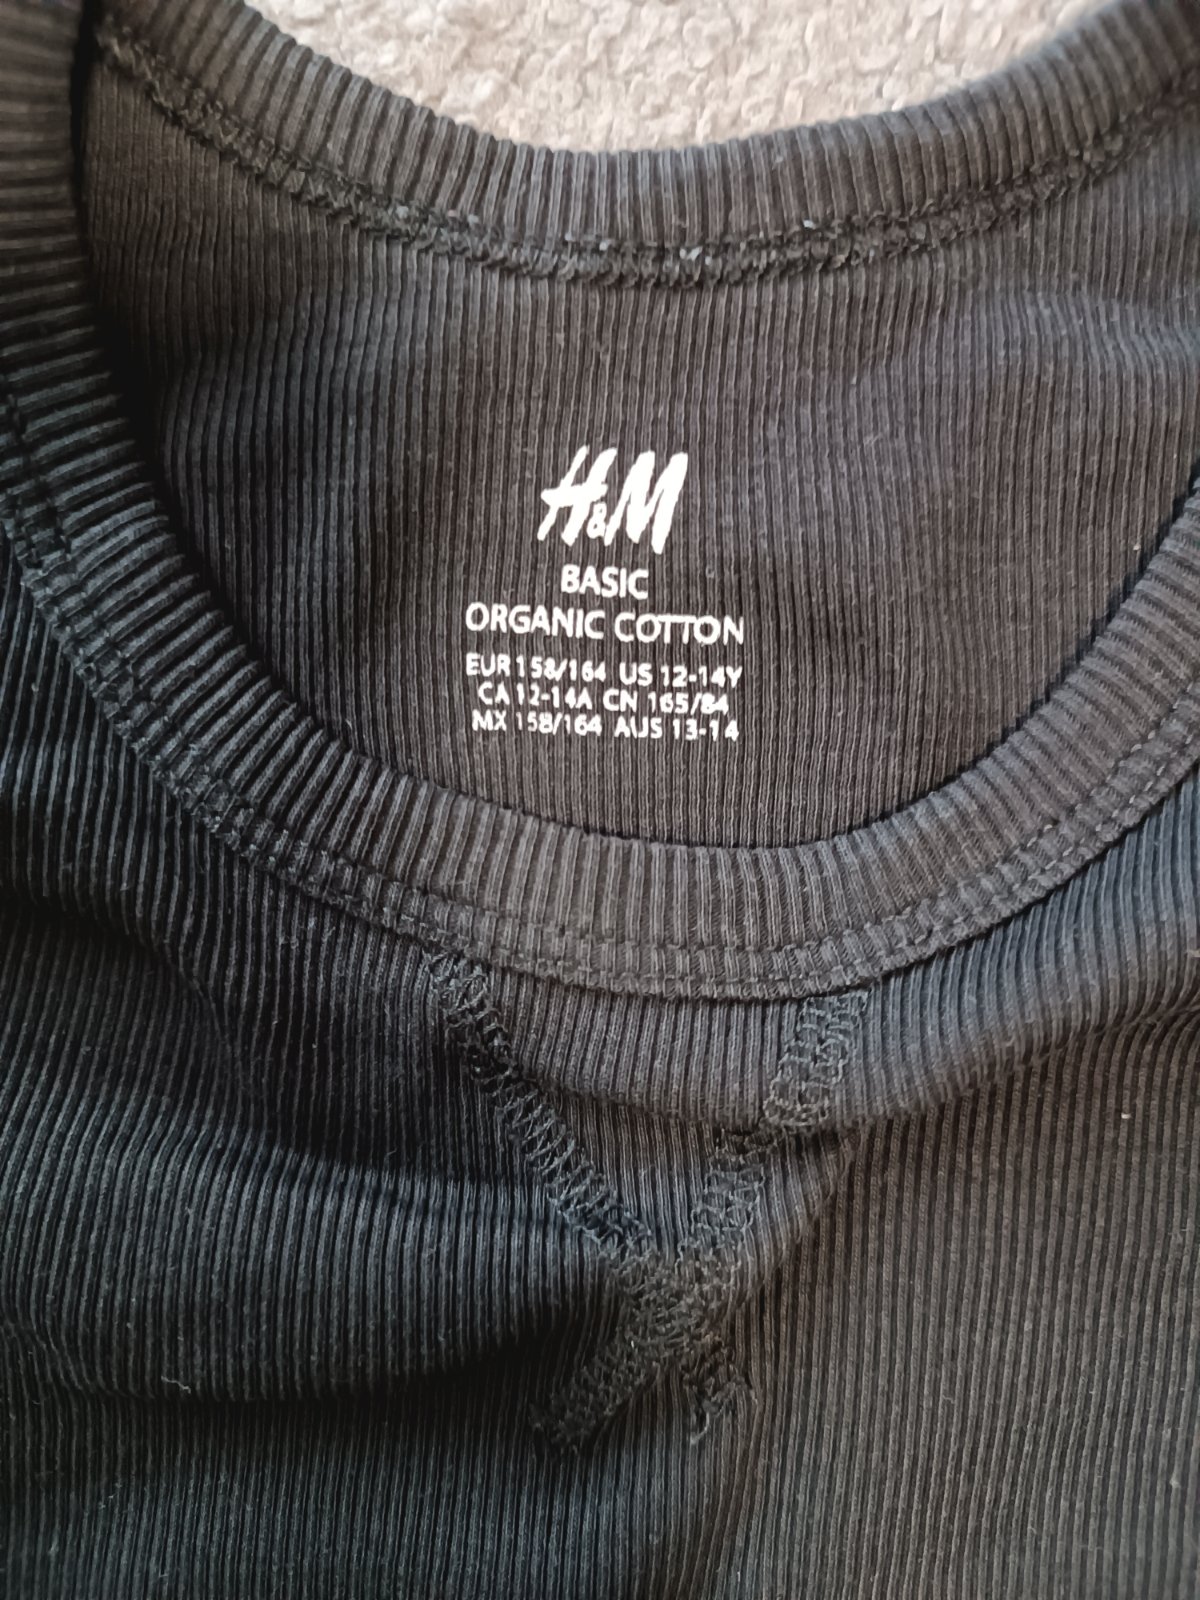 H&M
BASIC
ORGANIC COTTON
EUR 158/164 US 12-14Y
CA 12-14A CN 165/84
MX 158/164 AUS 13-14